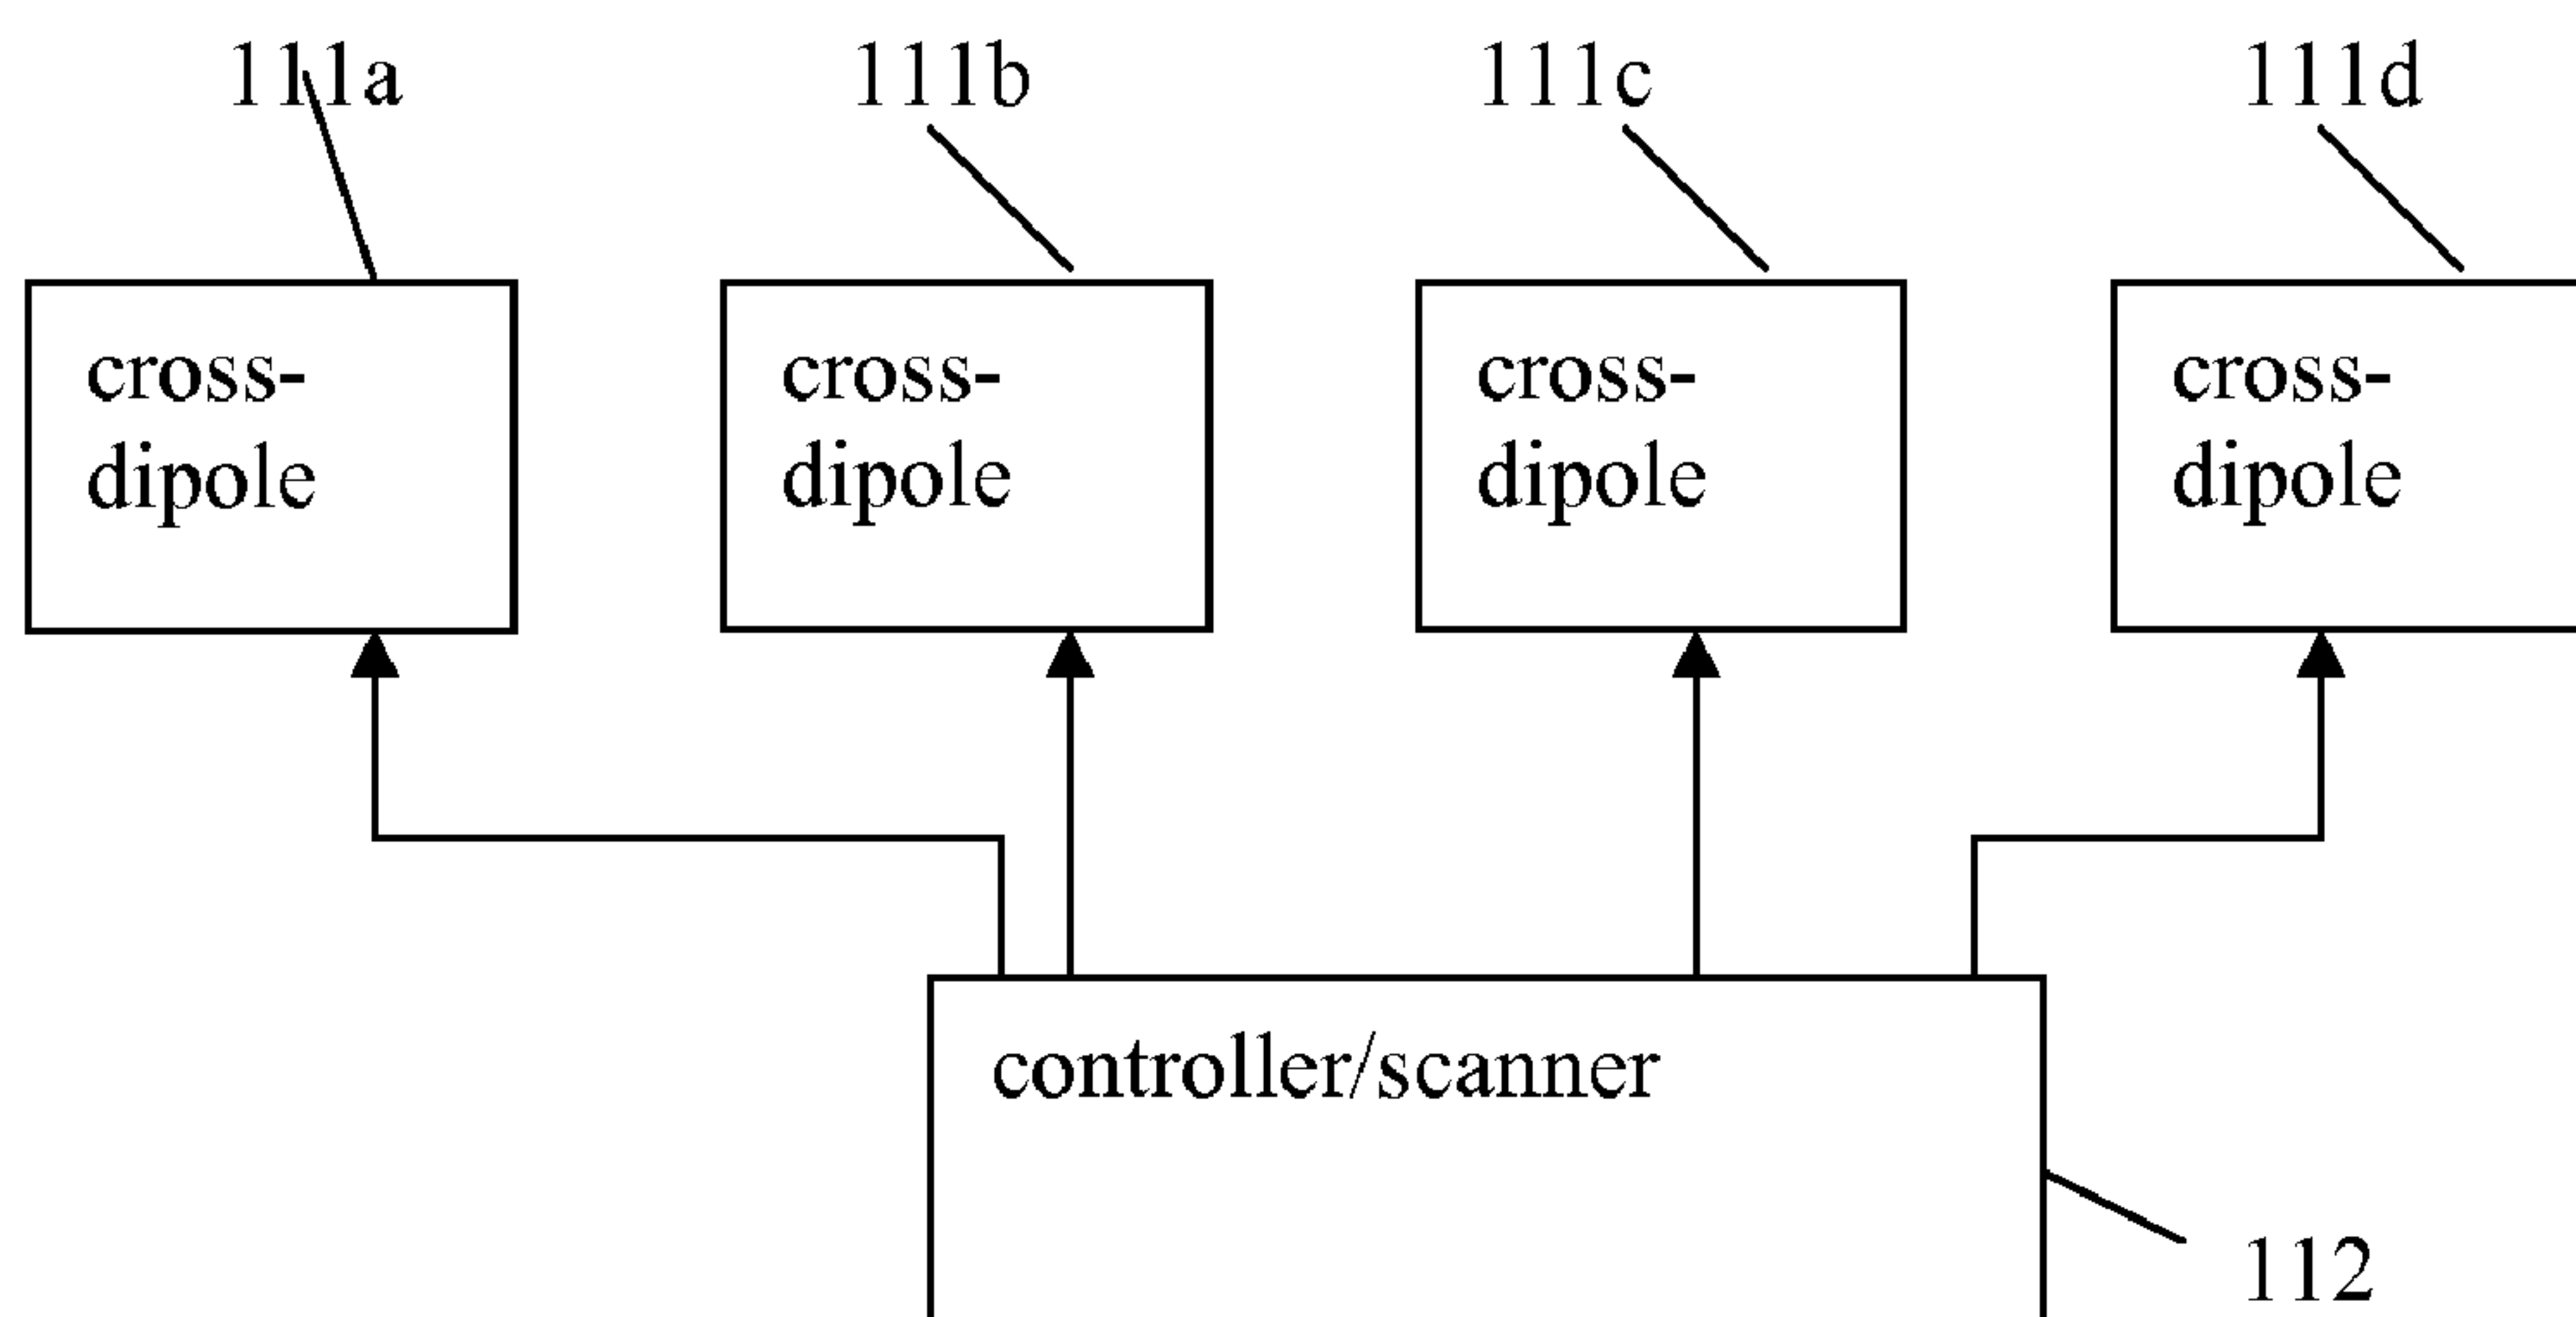 111a
111b
111c
111d
cross-
dipole
cross-
dipole
cross-
dipole
cross-
dipole
controller/scanner
112